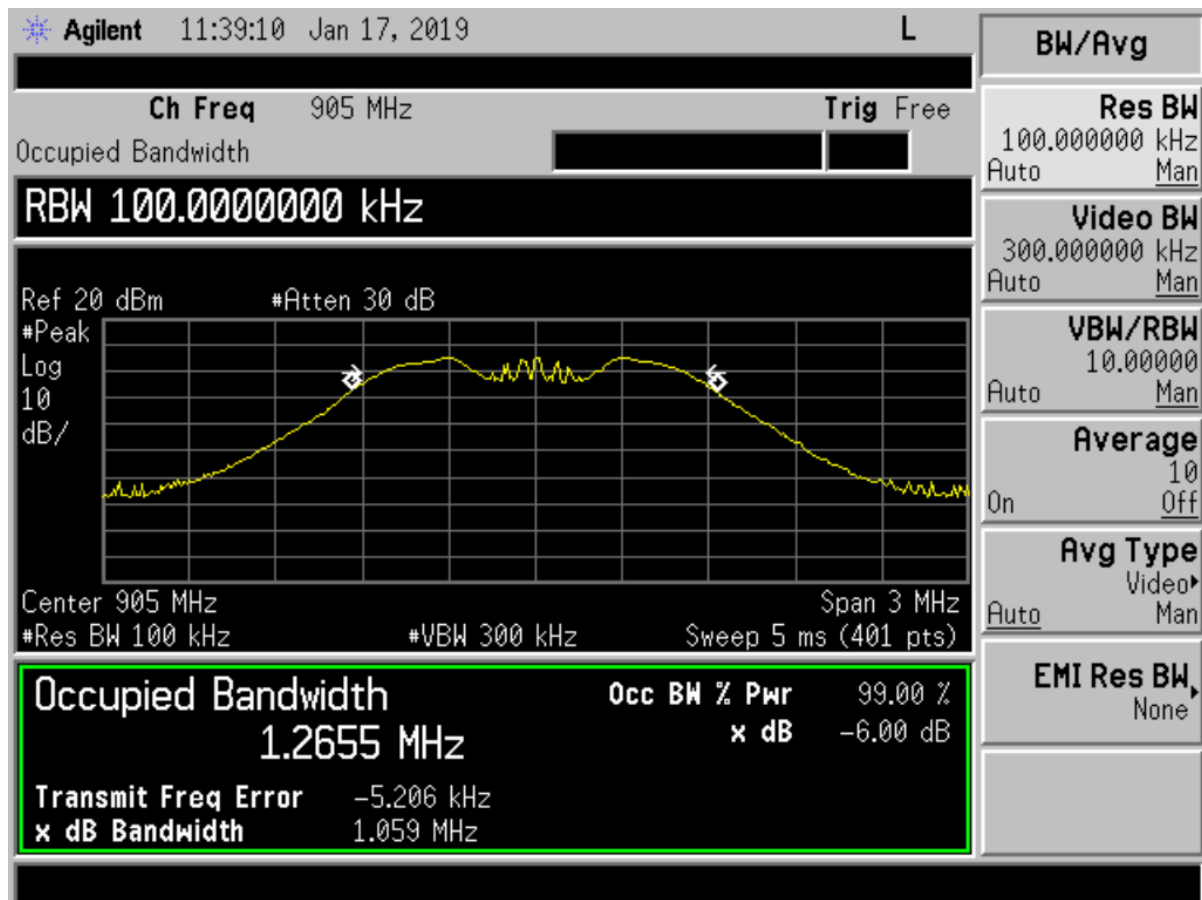 Agilent 11:39:10 Jan 17, 2019 L
Ch Freq 905 MHz Trig Free
Occupied Bandwidth
RBW 100.0000000 kHz
Ref 20 dBm #Atten 30 dB
#Peak
Log
10
dB/
Center 905 MHz Span 3 MHz
#Res BW 100 kHz #VBW 300 kHz Sweep 5 ms (401 pts)
Occupied Bandwidth Occ BW % Pwr 99.00 %
1.2655 MHz x dB -6.00 dB
Transmit Freq Error -5.206 kHz
x dB Bandwidth 1.059 MHz
BW/Avg
Res BW
100.000000 kHz
Auto Man
Video BW
300.000000 kHz
Auto Man
VBW/RBW
10.00000
Auto Man
Average
10
On Off
Avg Type
Video
Auto Man
EMI Res BW
None